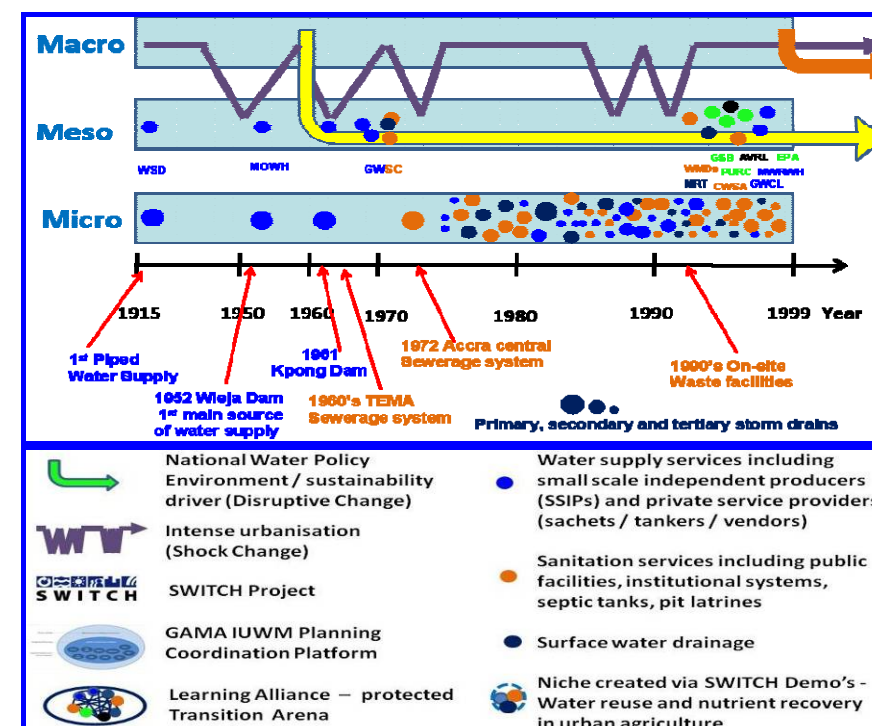 Macro
Meso
WSD
MOWH
GWSC
GSB AVRL EPA
WMDs PURC MWRWH
NRT CWSA GWCL
Micro
1915 1950 1960 1970 1980 1990 1999 Year
1st Piped
Water Supply
1952 Wieja Dam
1st main source
of water supply
1961
Kpong Dam
1960's TEMA
Sewerage system
1972 Accra central
Sewerage system
1990's On-site
Waste facilities
Primary, secondary and tertiary storm drains
National Water Policy
Environment / sustainability
driver (Disruptive Change)
Intense urbanisation
(Shock Change)
SWITCH
SWITCH Project
GAMA IUWM Planning
Coordination Platform
Learning Alliance – protected
Transition Arena
Water supply services including
small scale independent producers
(SSIPs) and private service providers
(sachets / tankers / vendors)
Sanitation services including public
facilities, institutional systems,
septic tanks, pit latrines
Surface water drainage
Niche created via SWITCH Demo's -
Water reuse and nutrient recovery
in urban agriculture